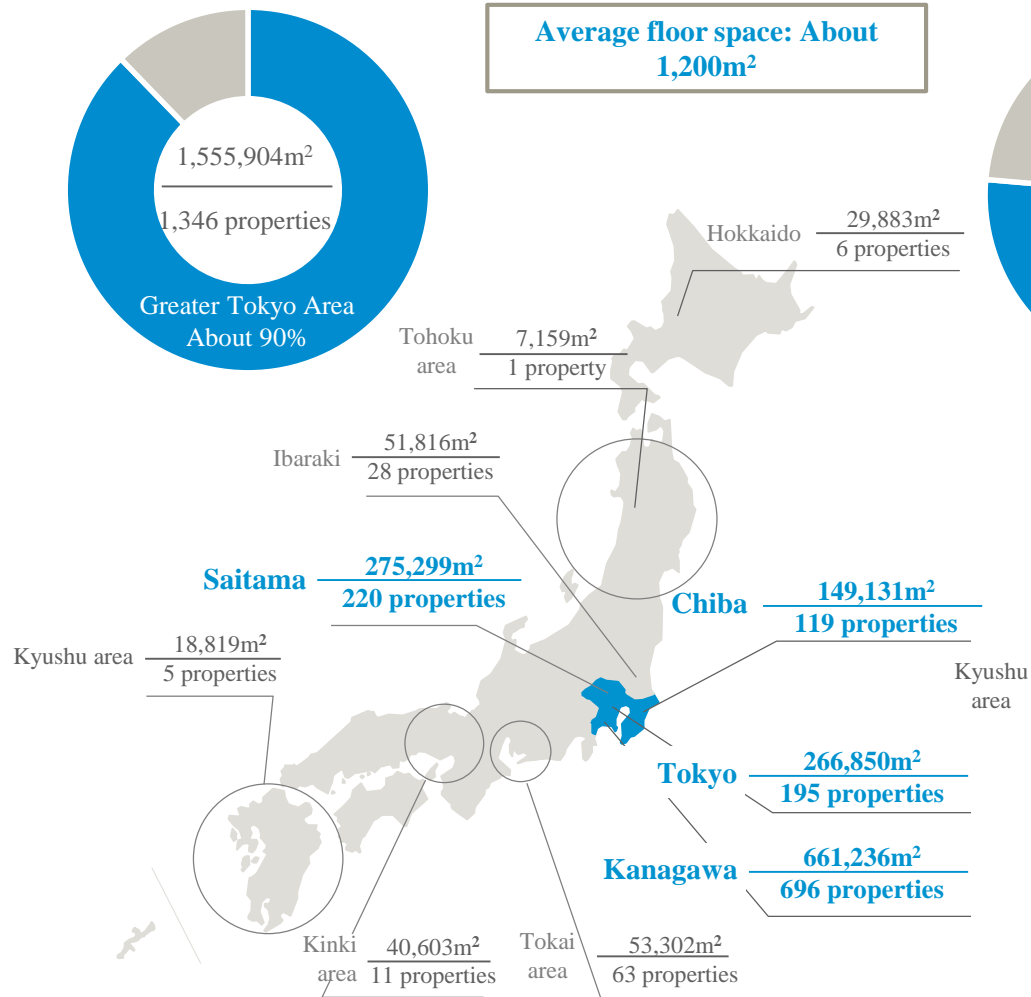 Average floor space: About
1,200m²
1,555,904m²
1,346 properties
Greater Tokyo Area
About 90%
Hokkaido
29,883m²
6 properties
Tohoku
area
7,159m²
1 property
Ibaraki
51,816m²
28 properties
Saitama
275,299m²
220 properties
Chiba
149,131m²
119 properties
Kyushu area
18,819m²
5 properties
Kyushu
area
Tokyo
266,850m²
195 properties
Kanagawa
661,236m²
696 properties
Kinki
area
40,603m²
11 properties
Tokai
area
53,302m²
63 properties